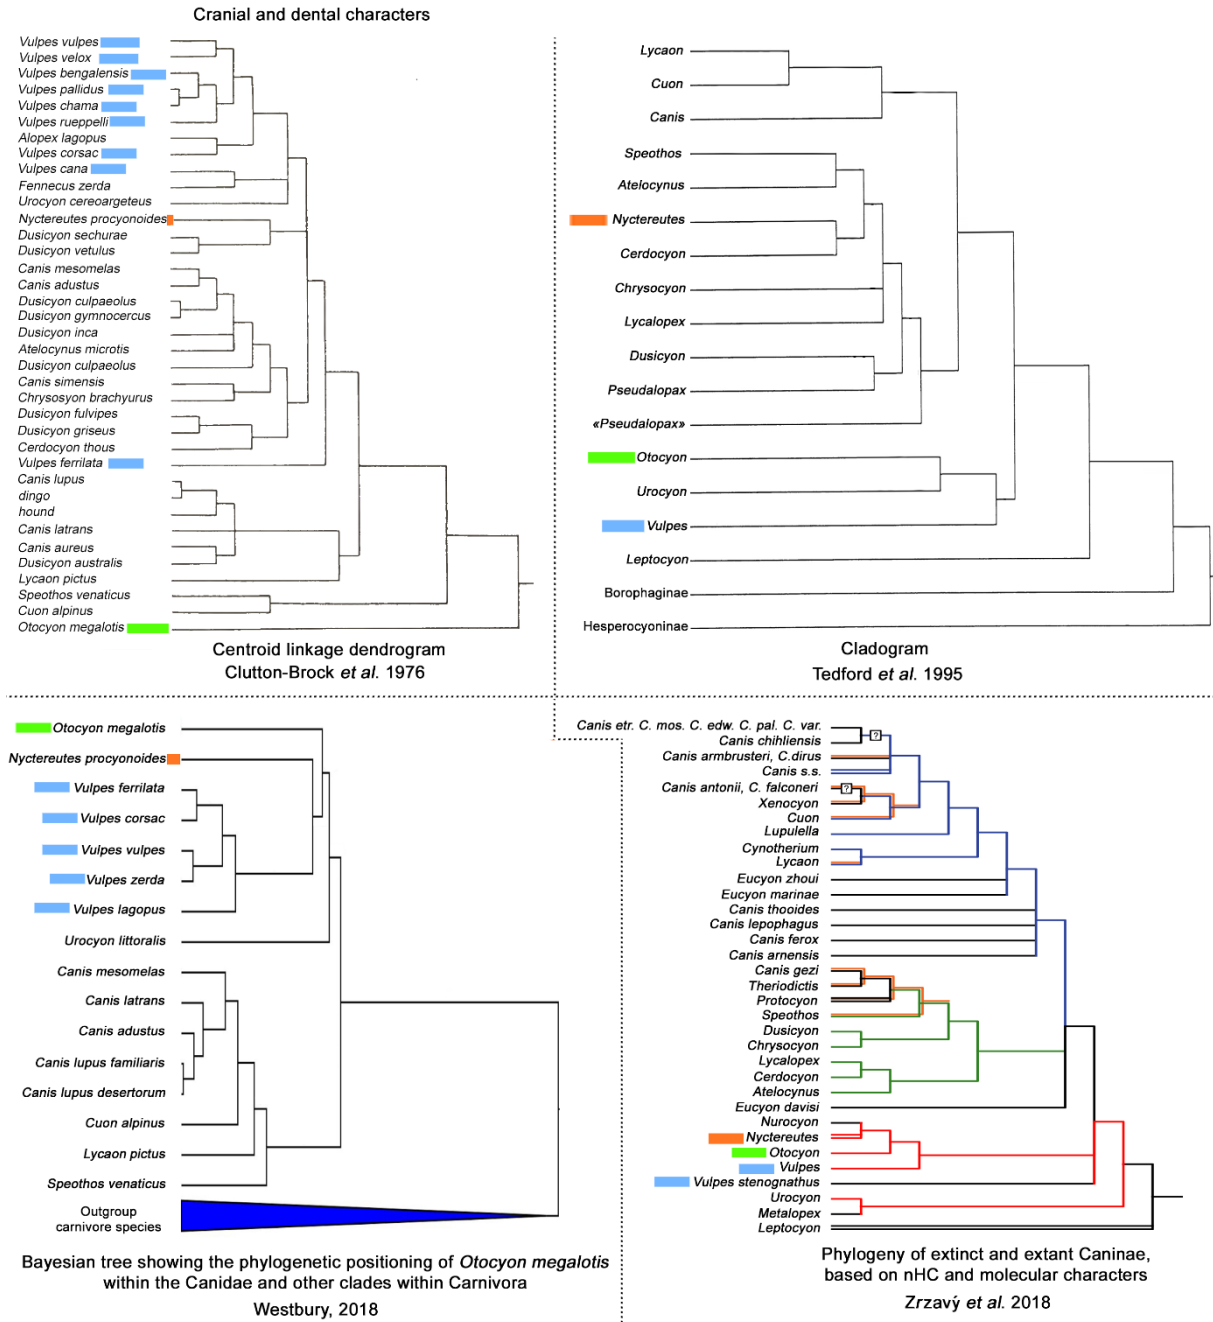 Cranial and dental characters
Vulpes vulpes
Vulpes velox
Vulpes bengalensis
Vulpes pallidus
Vulpes chama
Vulpes rueppelli
Alopex lagopus
Vulpes corsac
Vulpes cana
Fennecus zerda
Urocyon cereoargeteus
Nyctereutes procyonoides
Dusicyon sechurae
Dusicyon vetulus
Canis mesomelas
Canis adustus
Dusicyon culpaeolus
Dusicyon gymnocercus
Dusicyon inca
Atelocynus microtis
Dusicyon culpaeolus
Canis simensis
Chrysosyon brachyurus
Dusicyon fulvipes
Dusicyon griseus
Cerdocyon thous
Vulpes ferrilata
Canis lupus
dingo
hound
Canis latrans
Canis aureus
Dusicyon australis
Lycaon pictus
Speothos venaticus
Cuon alpinus
Otocyon megalotis
Centroid linkage dendrogram
Clutton-Brock et al. 1976
Lycaon
Cuon
Canis
Speothos
Atelocynus
Nyctereutes
Cerdocyon
Chrysocyon
Lycalopex
Dusicyon
Pseudalopax
«Pseudalopax»
Otocyon
Urocyon
Vulpes
Leptocyon
Borophaginae
Hesperocyoninae
Cladogram
Tedford et al. 1995
Otocyon megalotis
Nyctereutes procyonoides
Vulpes ferrilata
Vulpes corsac
Vulpes vulpes
Vulpes zerda
Vulpes lagopus
Urocyon littoralis
Canis mesomelas
Canis latrans
Canis adustus
Canis lupus familiaris
Canis lupus desertorum
Cuon alpinus
Lycaon pictus
Speothos venaticus
Outgroup
carnivore species
Bayesian tree showing the phylogenetic positioning of Otocyon megalotis
within the Canidae and other clades within Carnivora
Westbury, 2018
Canis etr. C. mos. C. edw. C. pal. C. var.
?
Canis chihliensis
Canis armbrusteri, C.dirus
Canis s.s.
Canis antonii, C. falconeri
?
Xenocyon
Cuon
Lupulella
Cynotherium
Lycaon
Eucyon zhoui
Eucyon marinae
Canis thooides
Canis lepophagus
Canis ferox
Canis arnensis
Canis gezi
Theriodictis
Protocyon
Speothos
Dusicyon
Chrysocyon
Lycalopex
Cerdocyon
Atelocynus
Eucyon davisi
Nurocyon
Nyctereutes
Otocyon
Vulpes
Vulpes stenognathus
Urocyon
Metalopex
Leptocyon
Phylogeny of extinct and extant Caninae,
based on nHC and molecular characters
Zrzavý et al. 2018